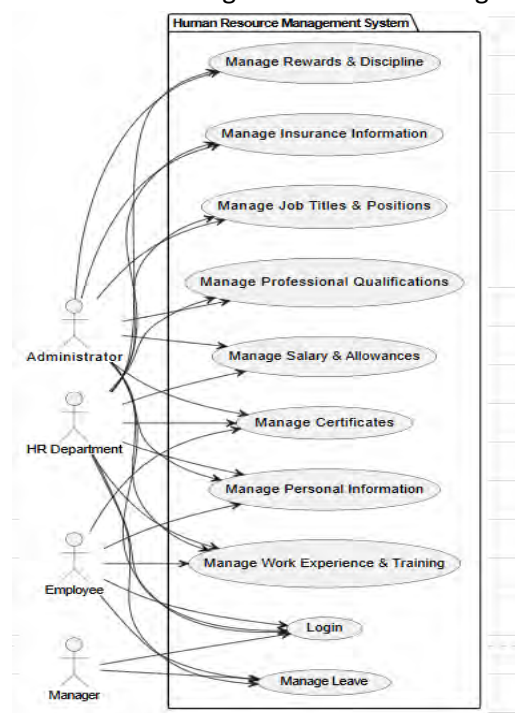 Human Resource Management System
Manage Rewards & Discipline
Manage Insurance Information
Manage Job Titles & Positions
Manage Professional Qualifications
Administrator
Manage Salary & Allowances
Manage Certificates
HR Department
Manage Personal Information
Manage Work Experience & Training
Employee
Login
Manage Leave
Manager